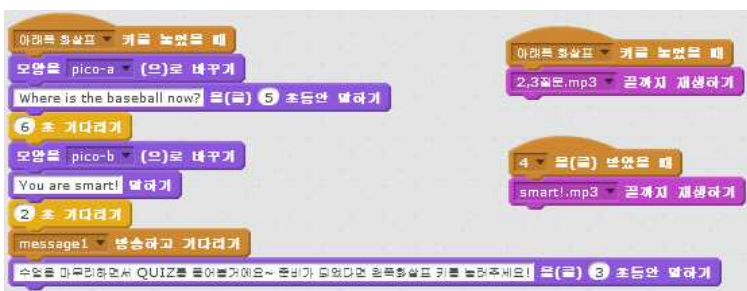 아래쪽 화살표 키를 눌렀을 때
모양을 pico-a (으)로 바꾸기
Where is the baseball now? 을(를) 5 초동안 말하기
6 초 기다리기
모양을 pico-b (으)로 바꾸기
You are smart! 말하기
2 초 기다리기
message1 방송하고 기다리기
수업을 마무리하면서 QUIZ를 풀어볼거에요~ 준비가 되었다면 왼쪽화살표 키를 눌러주세요! 을(를) 3 초동안 말하기
아래쪽 화살표 키를 눌렀을 때
2,3질문.mp3 끝까지 재생하기
4 을(를) 받았을 때
smart!.mp3 끝까지 재생하기